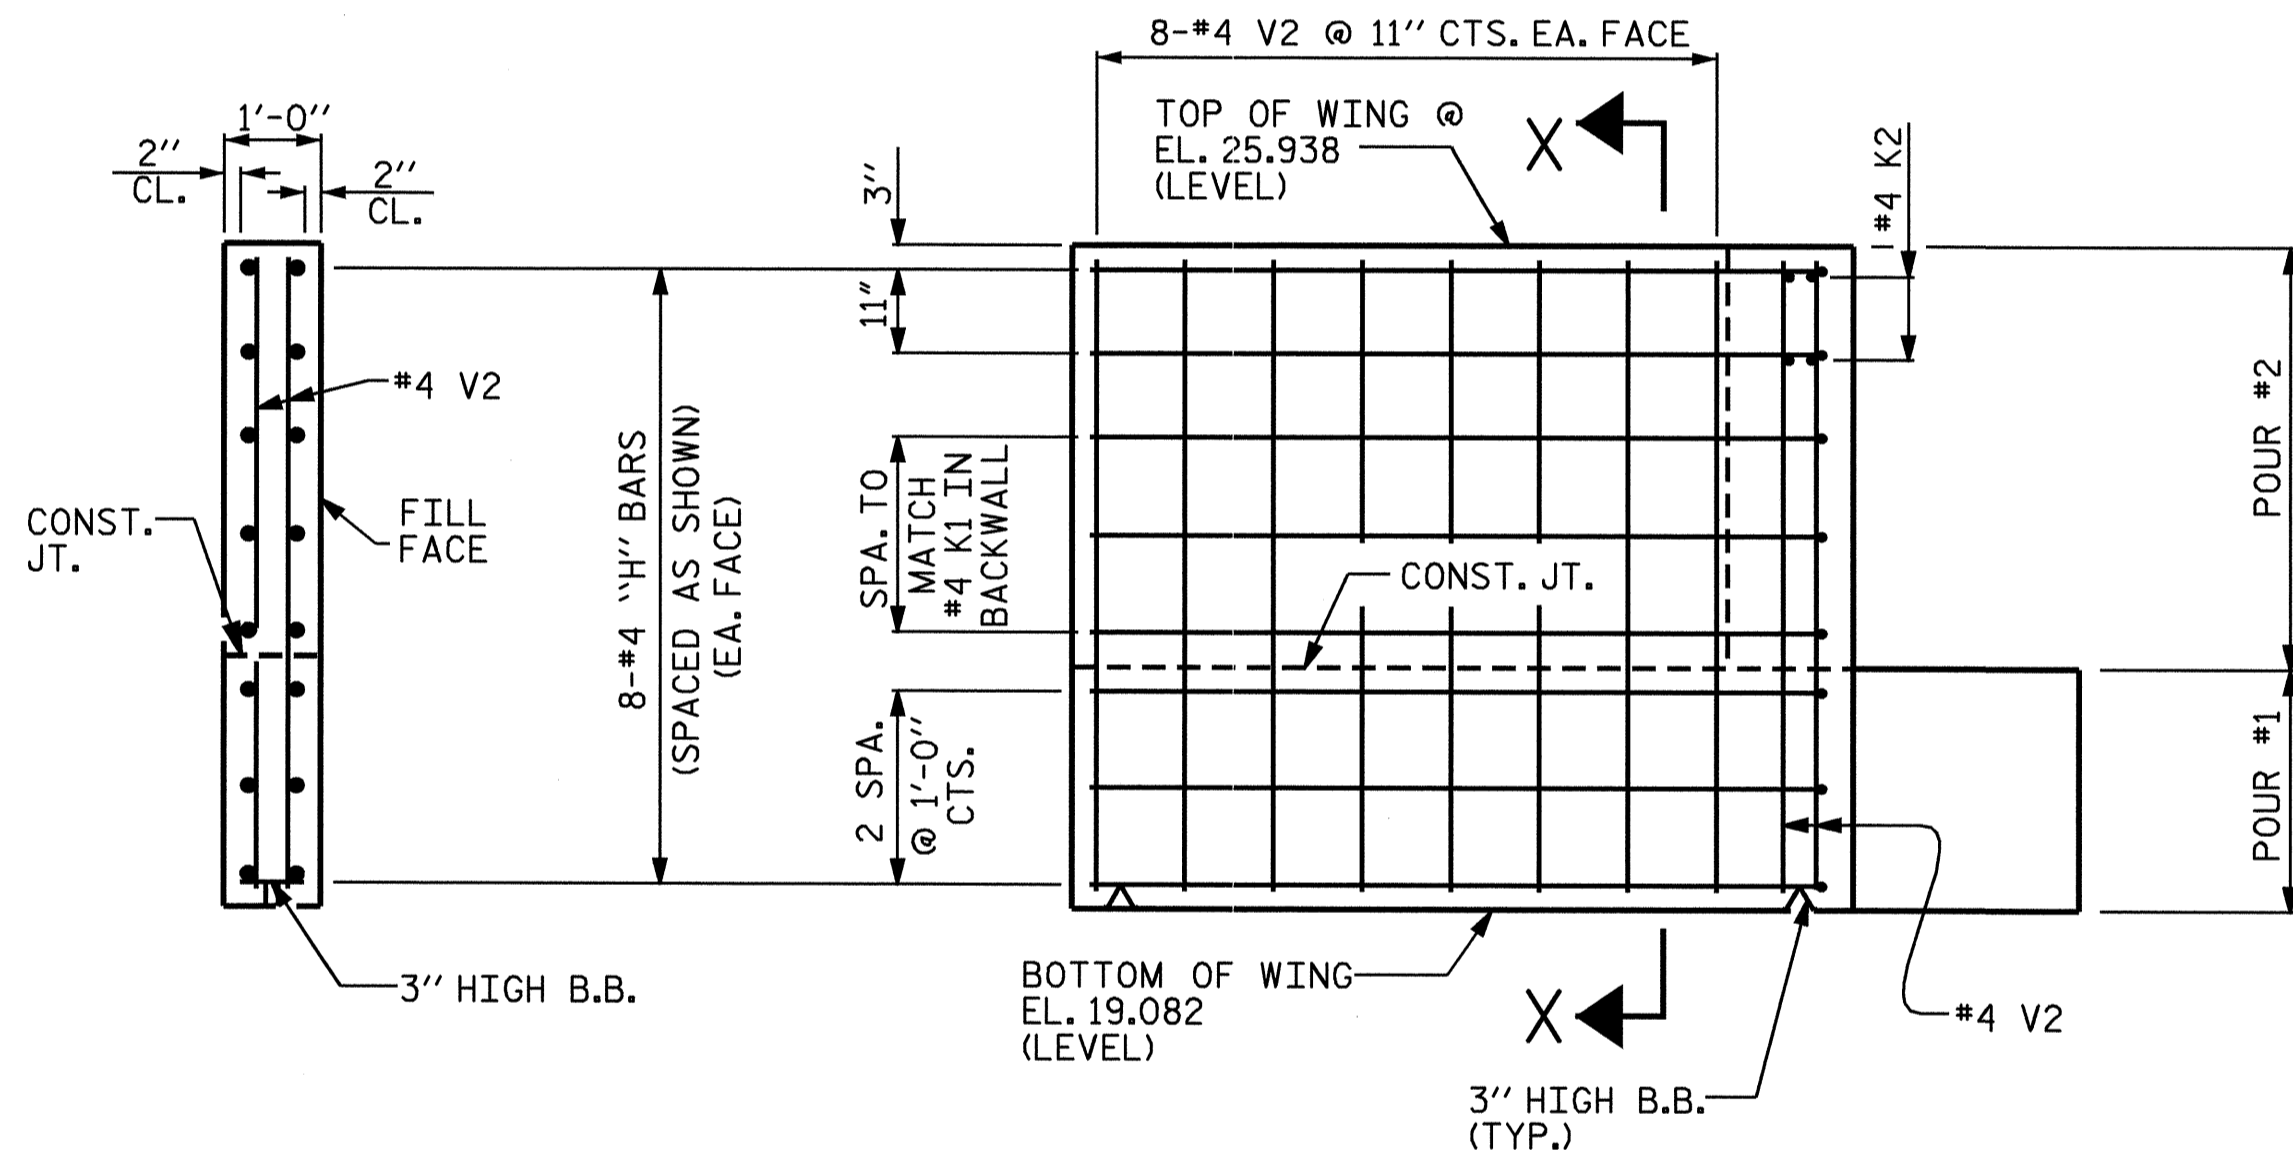 1'-0"
2"
CL.
2"
CL.
#4 V2
CONST.
JT.
FILL
FACE
3" HIGH B.B.
8-#4 "H" BARS
(SPACED AS SHOWN)
(EA. FACE)
3"
11"
SPA. TO
MATCH
#4 K1 IN
BACKWALL
2 SPA.
@ 1'-0"
CTS.
8-#4 V2 @ 11" CTS. EA. FACE
TOP OF WING @
EL. 25.938
(LEVEL)
X
#4 K2
CONST. JT.
POUR #2
POUR #1
BOTTOM OF WING
EL. 19.082
(LEVEL)
X
#4 V2
3" HIGH B.B.
(TYP.)